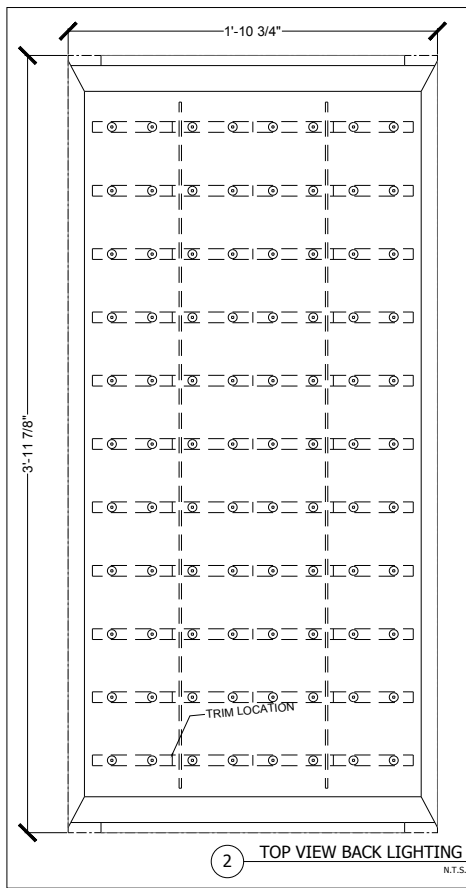 1'-10 3/4"
3'-11 7/8"
TRIM LOCATION
2 TOP VIEW BACK LIGHTING
N.T.S.